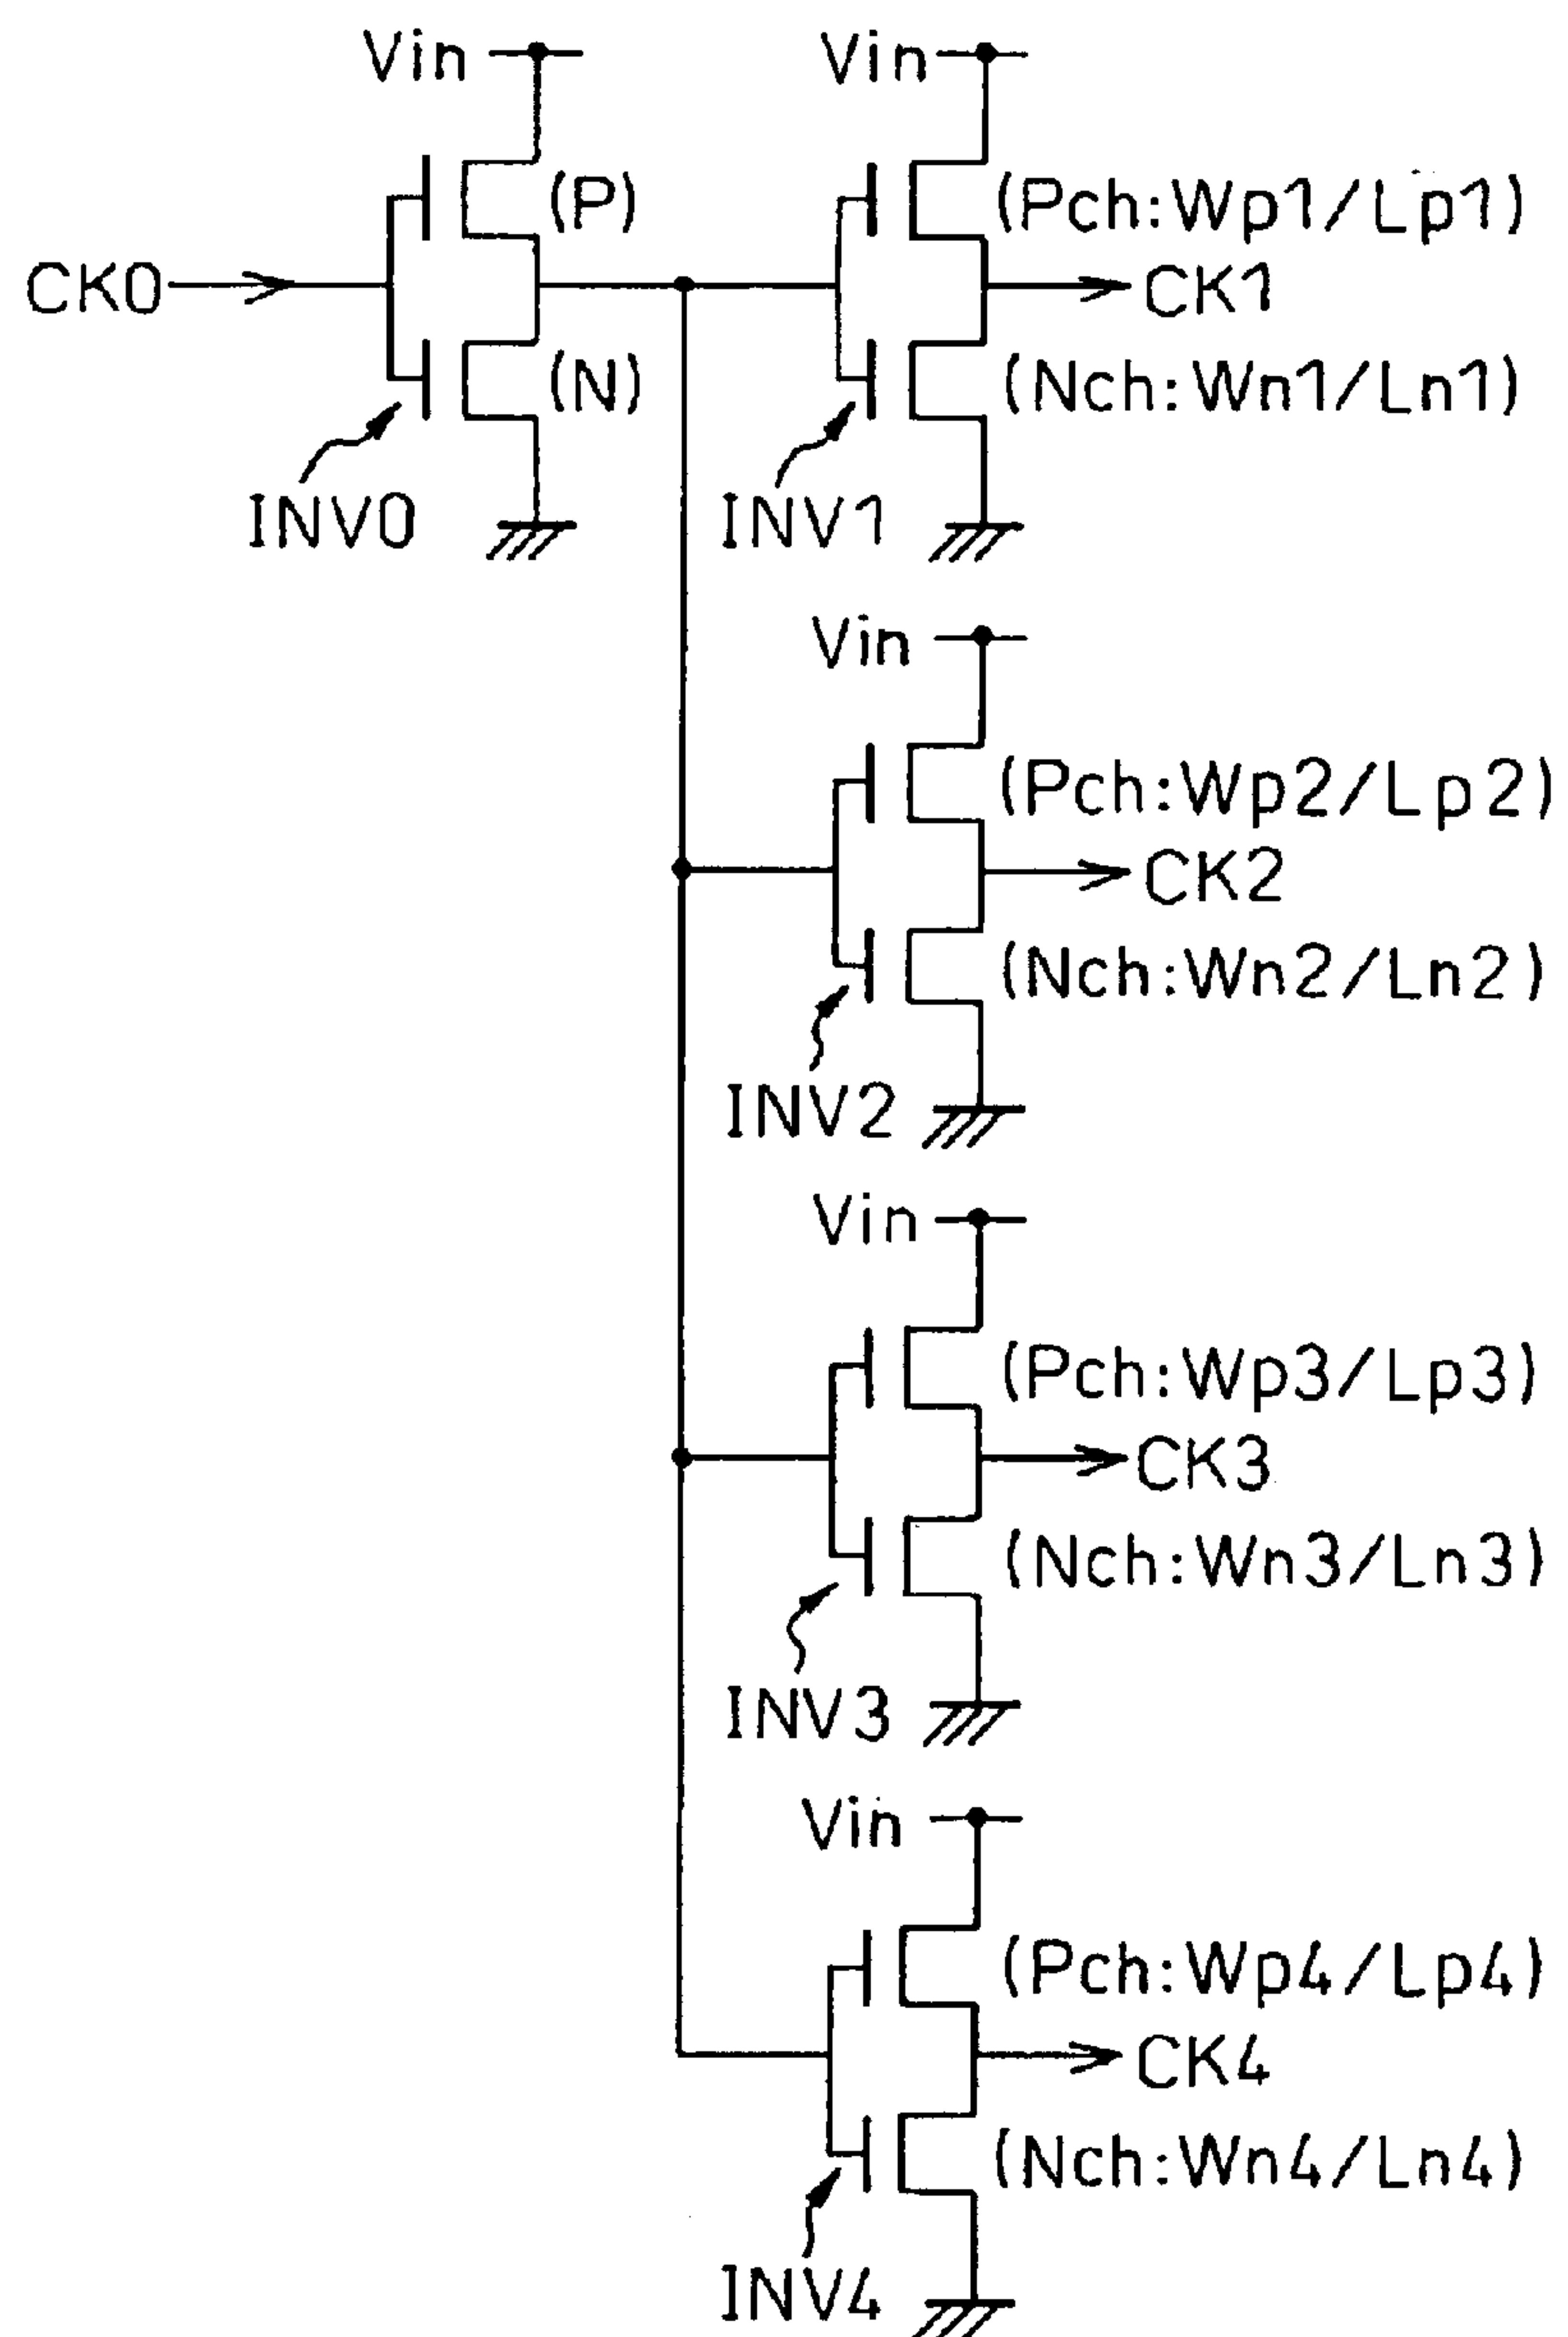 Vin
Vin
(P)
(Pch:Wp1/Lp1)
CK0
CK1
(N)
(Nch:Wn1/Ln1)
INV0
INV1
Vin
(Pch:Wp2/Lp2)
CK2
(Nch:Wn2/Ln2)
INV2
Vin
(Pch:Wp3/Lp3)
CK3
(Nch:Wn3/Ln3)
INV3
Vin
(Pch:Wp4/Lp4)
CK4
(Nch:Wn4/Ln4)
INV4